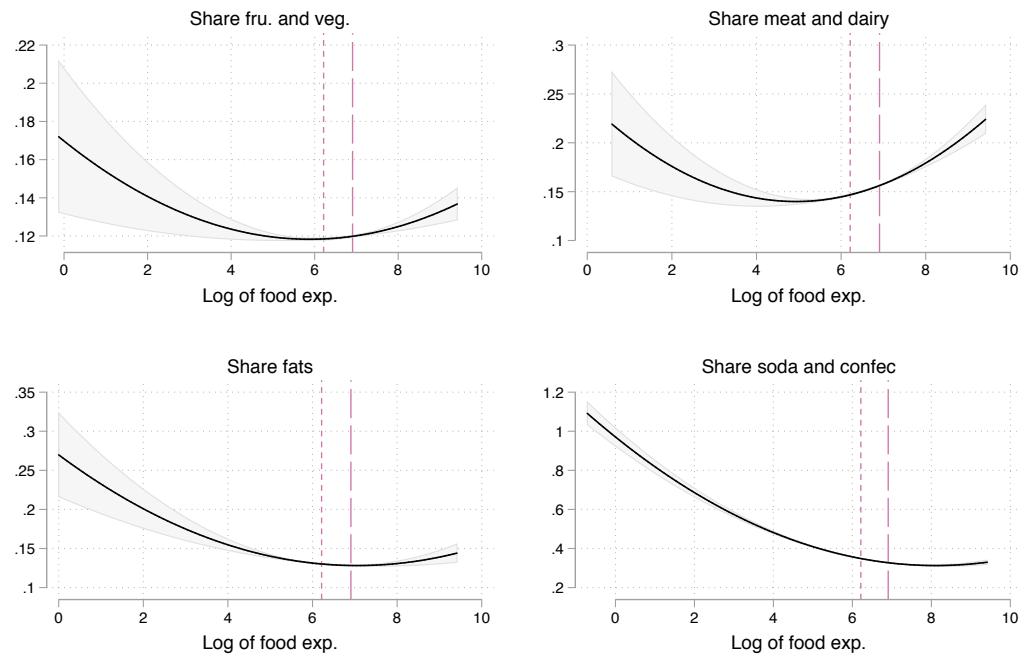 Share fru. and veg.
.22
.2
.18
.16
.14
.12
0 2 4 6 8 10
Log of food exp.
Share meat and dairy
.3
.25
.2
.15
.1
0 2 4 6 8 10
Log of food exp.
Share fats
.35
.3
.25
.2
.15
.1
0 2 4 6 8 10
Log of food exp.
Share soda and confec
1.2
1
.8
.6
.4
.2
0 2 4 6 8 10
Log of food exp.